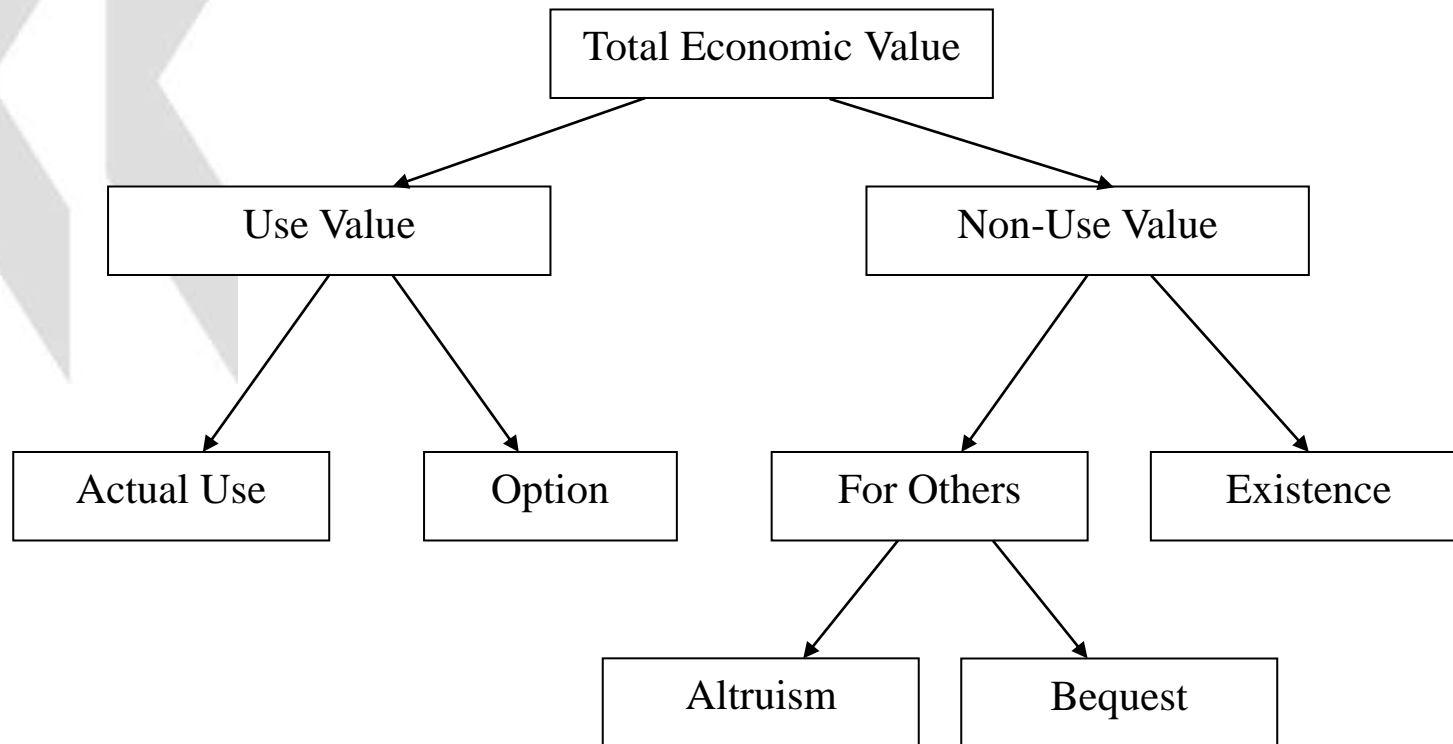 Total Economic Value
Use Value
Non-Use Value
Actual Use
Option
For Others
Existence
Altruism
Bequest